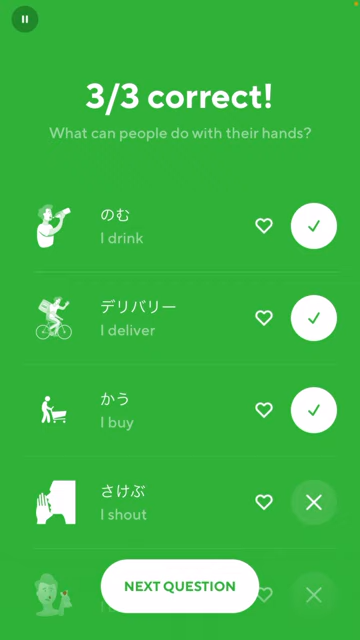 3/3 correct!
What can people do with their hands?
のむ
I drink
デリバリー
I deliver
かう
I buy
さけぶ
I shout
NEXT QUESTION